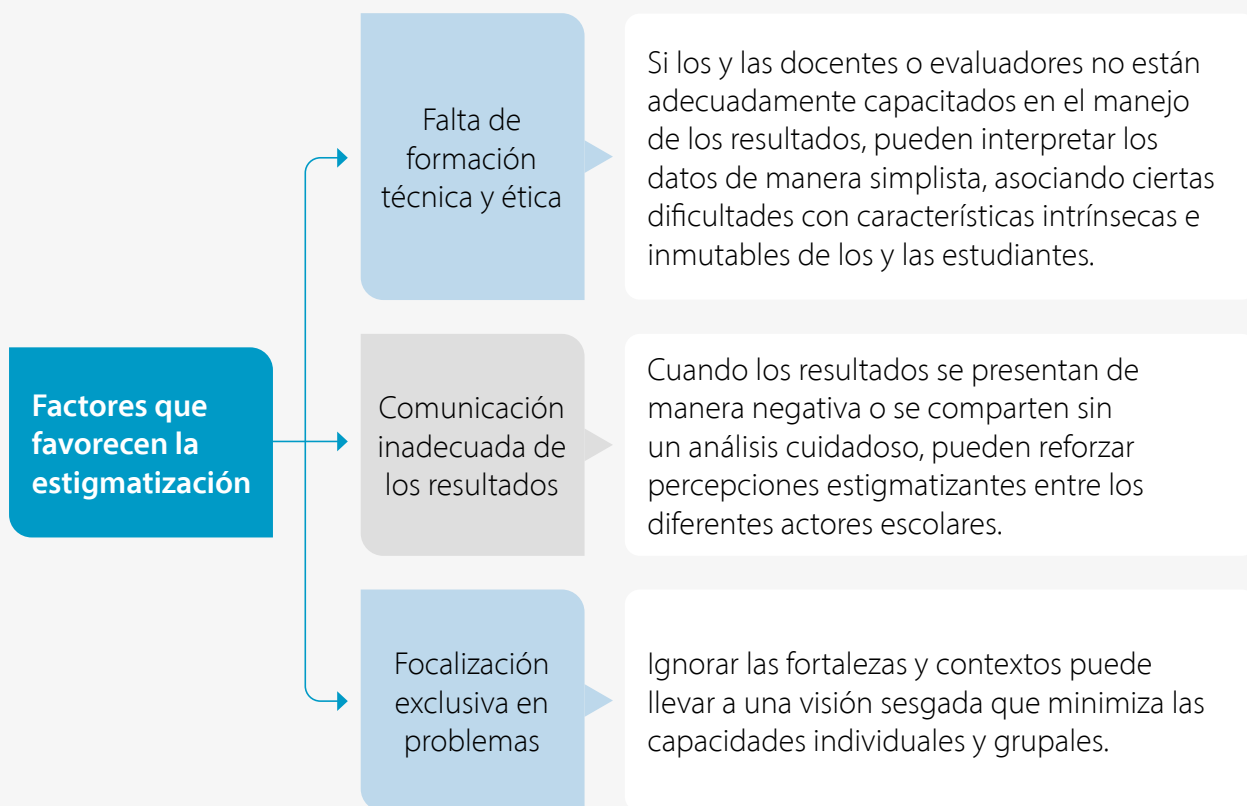 Factores que
favorecen la
estigmatización
Falta de
formación
técnica y ética
Si los y las docentes o evaluadores no están
adecuadamente capacitados en el manejo
de los resultados, pueden interpretar los
datos de manera simplista, asociando ciertas
dificultades con características intrínsecas e
inmutables de los y las estudiantes.
Comunicación
inadecuada de
los resultados
Cuando los resultados se presentan de
manera negativa o se comparten sin
un análisis cuidadoso, pueden reforzar
percepciones estigmatizantes entre los
diferentes actores escolares.
Focalización
exclusiva en
problemas
Ignorar las fortalezas y contextos puede
llevar a una visión sesgada que minimiza las
capacidades individuales y grupales.